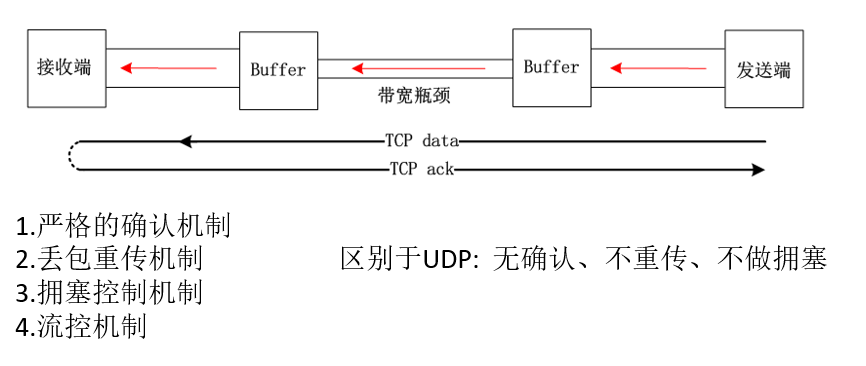 接收端
Buffer
Buffer
发送端
带宽瓶颈
TCP data
TCP ack
1.严格的确认机制
2.丢包重传机制
区别于UDP: 无确认、不重传、不做拥塞
3.拥塞控制机制
4.流控机制